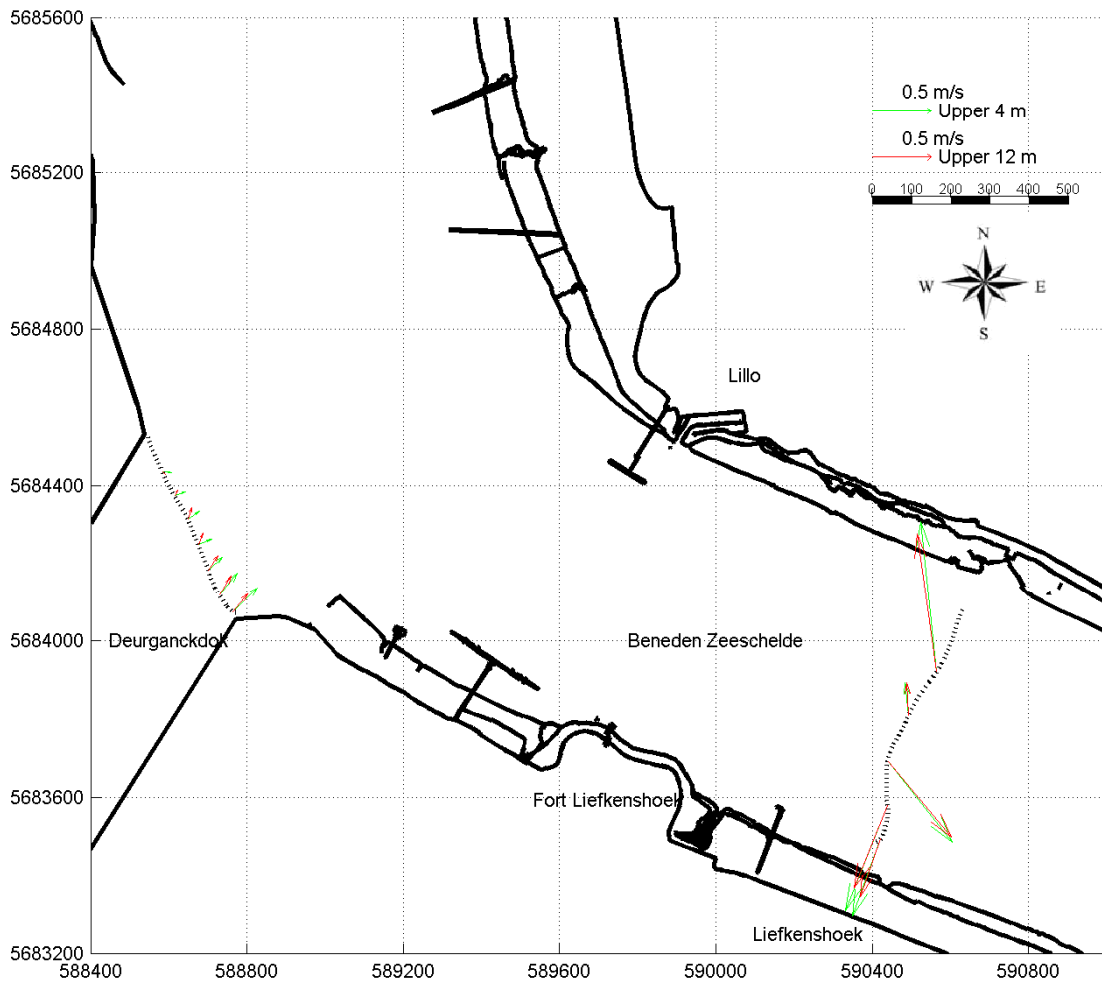 5685600
5685200
5684800
5684400
5684000
5683600
5683200
588400
588800
589200
589600
590000
590400
590800
0.5 m/s
Upper 4 m
0.5 m/s
Upper 12 m
0 100 200 300 400 500
N
W E
S
Lillo
Deurganckdok
Beneden Zeeschelde
Fort Liefkenshoek
Liefkenshoek